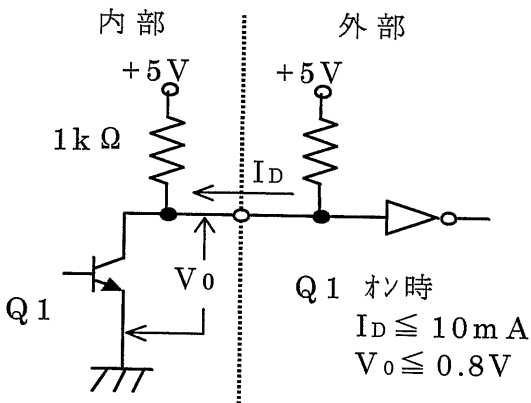 内部
外部
+5V
+5V
1kΩ
ID
V0
Q1
Q1 オン時
ID≦10mA
V0≦0.8V